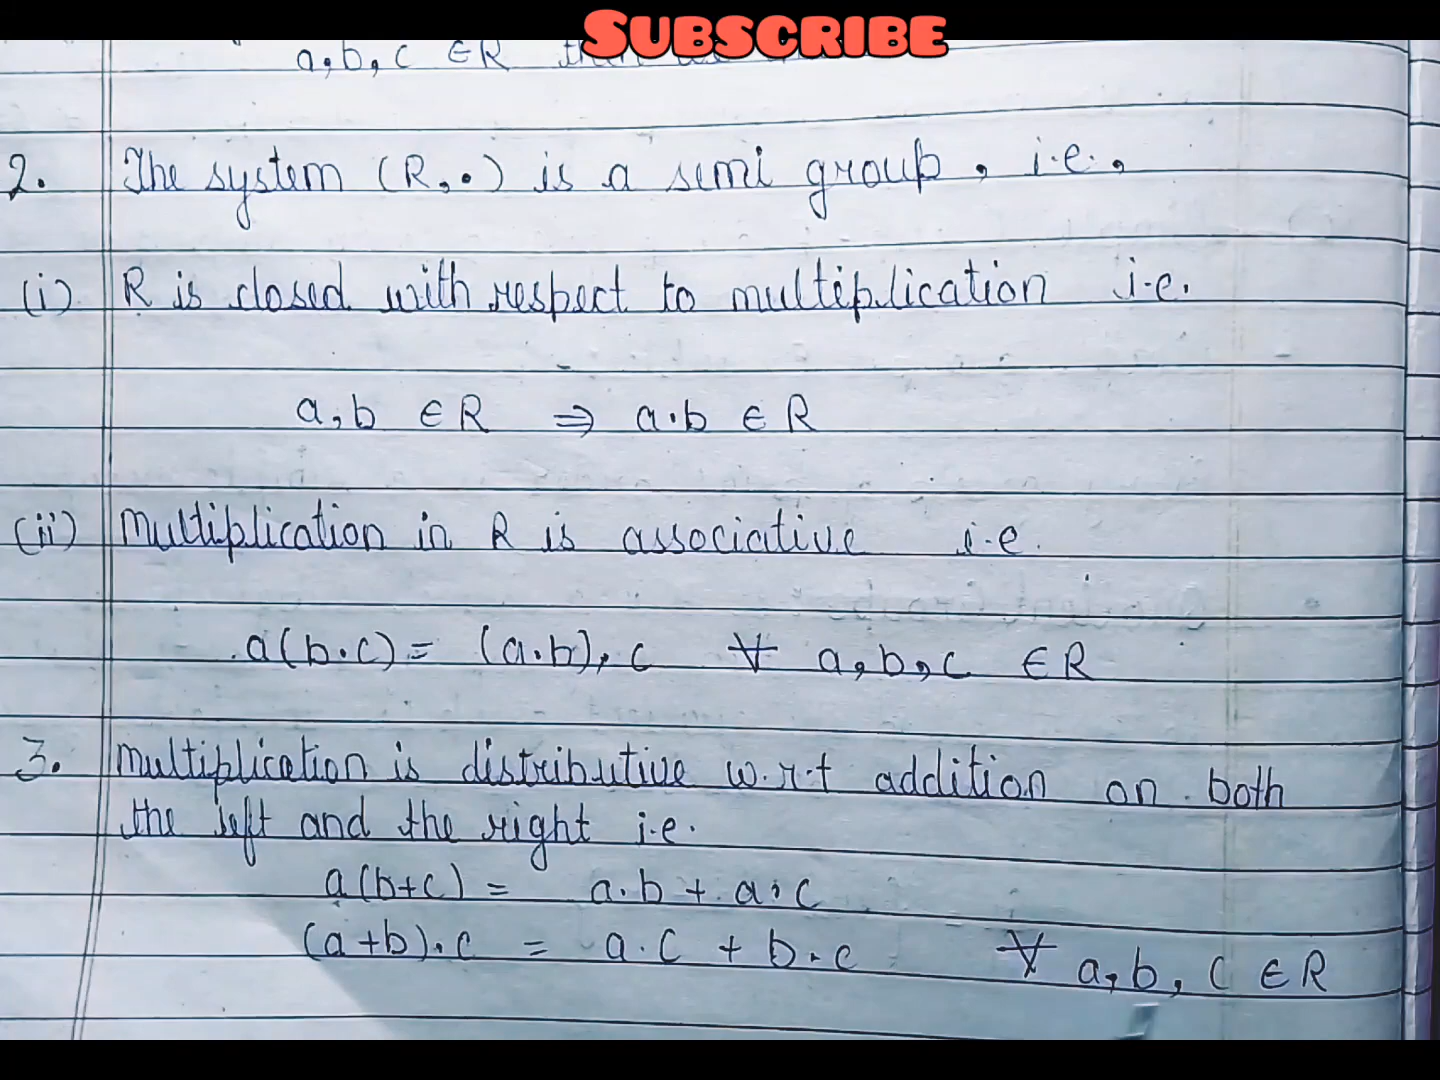 SUBSCRIBE
a,b,c ∈R
2. The system (R,•) is a semi group, i.e.,
(i) R is closed with respect to multiplication i.e.
a,b ∈R ⇒ a·b ∈ R
(ii) multiplication in R is associative i.e.
a(b·c) = (a·b).c ∀ a,b,c ∈R
3. multiplication is distributive w.r.t addition on both
the left and the right i.e.
a(b+c) = a.b + a.c
(a+b).c = a.c + b.c ∀ a,b,c ∈R